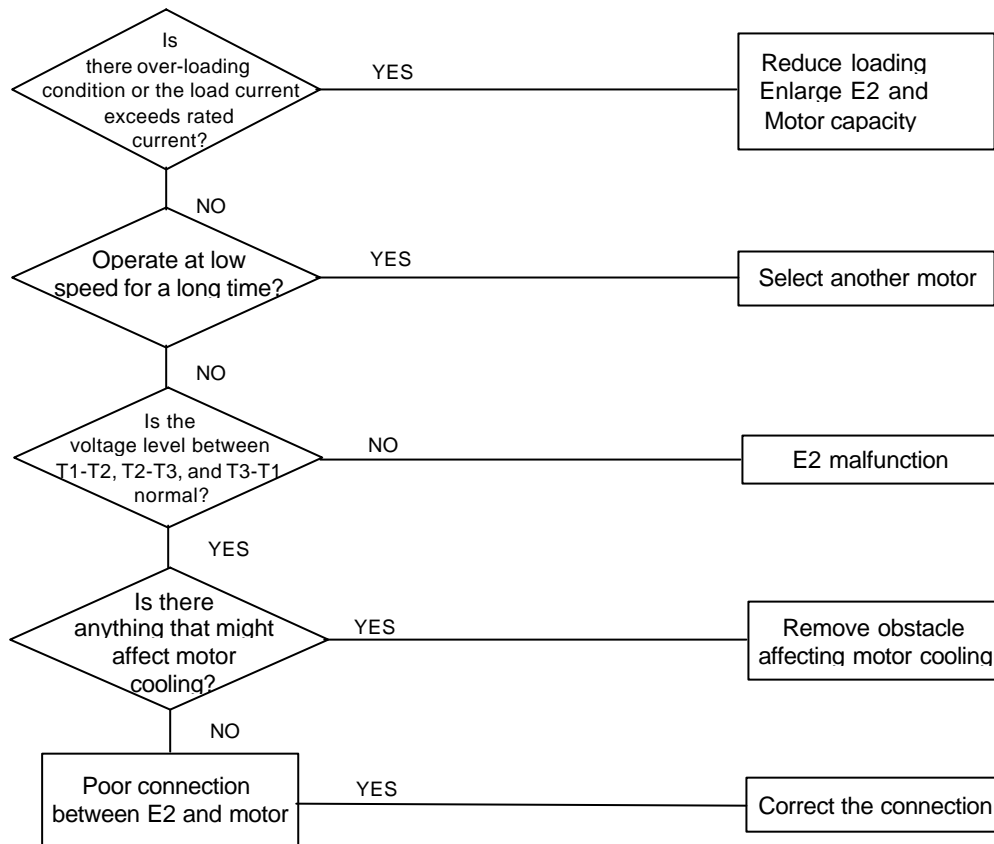 Is
there over-loading
condition or the load current
exceeds rated
current?
YES
Reduce loading
Enlarge E2 and
Motor capacity
NO
Operate at low
speed for a long time?
YES
Select another motor
NO
Is the
voltage level between
T1-T2, T2-T3, and T3-T1
normal?
NO
E2 malfunction
YES
Is there
anything that might
affect motor
cooling?
YES
Remove obstacle
affecting motor cooling
NO
Poor connection
between E2 and motor
YES
Correct the connection